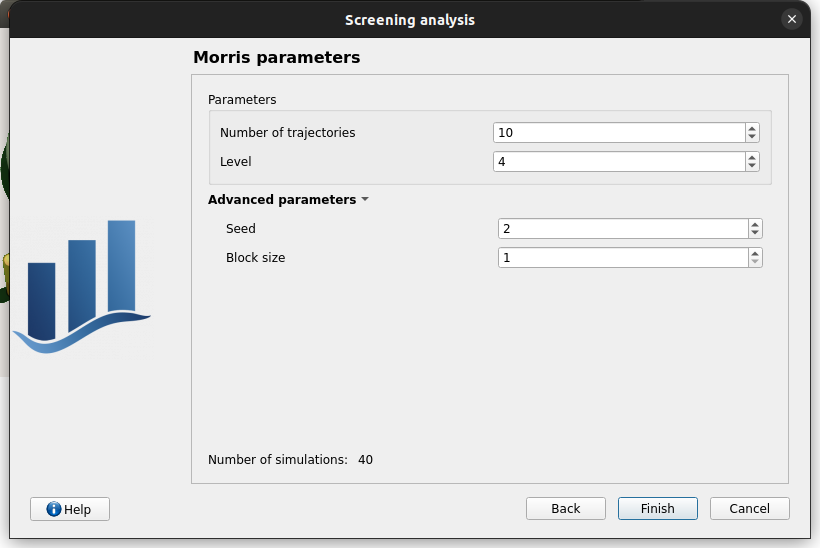 Screening analysis
Morris parameters
Parameters
Number of trajectories 10
Level 4
Advanced parameters
Seed 2
Block size 1
Number of simulations: 40
Help Back Finish Cancel